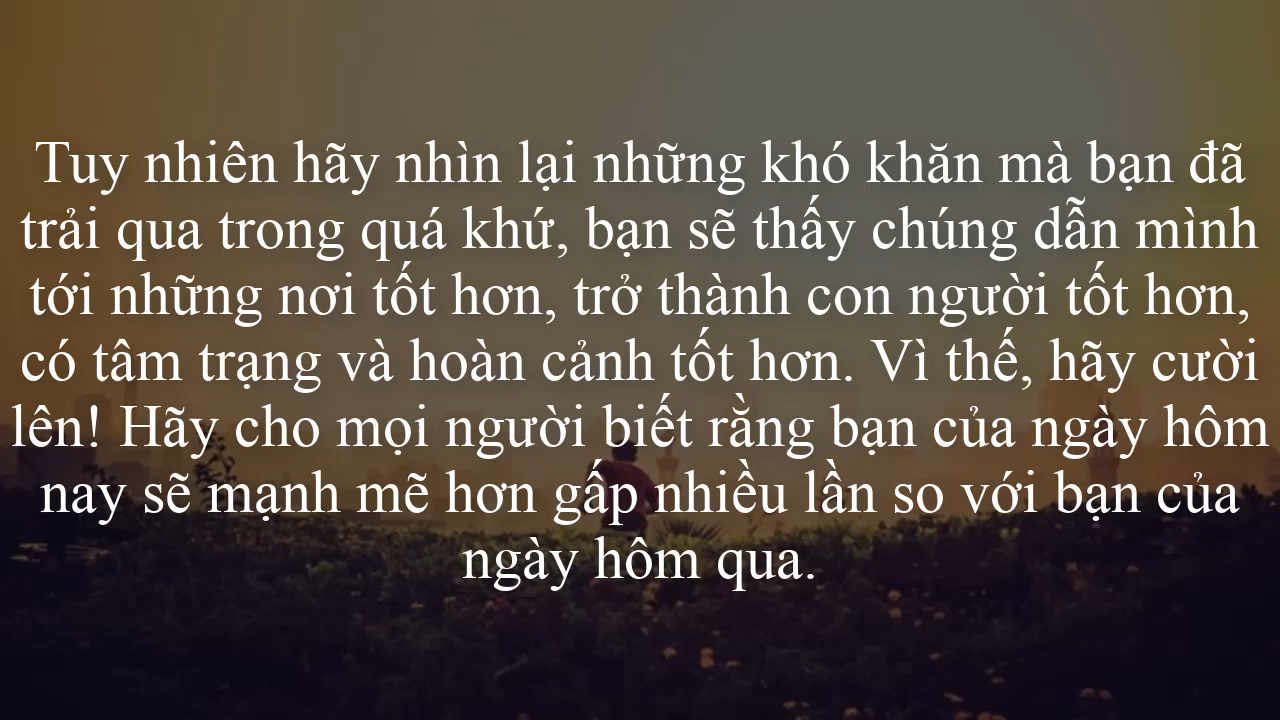 Tuy nhiên hãy nhìn lại những khó khăn mà bạn đã
trải qua trong quá khứ, bạn sẽ thấy chúng dẫn mình
tới những nơi tốt hơn, trở thành con người tốt hơn,
có tâm trạng và hoàn cảnh tốt hơn. Vì thế, hãy cười
lên! Hãy cho mọi người biết rằng bạn của ngày hôm
nay sẽ mạnh mẽ hơn gấp nhiều lần so với bạn của
ngày hôm qua.